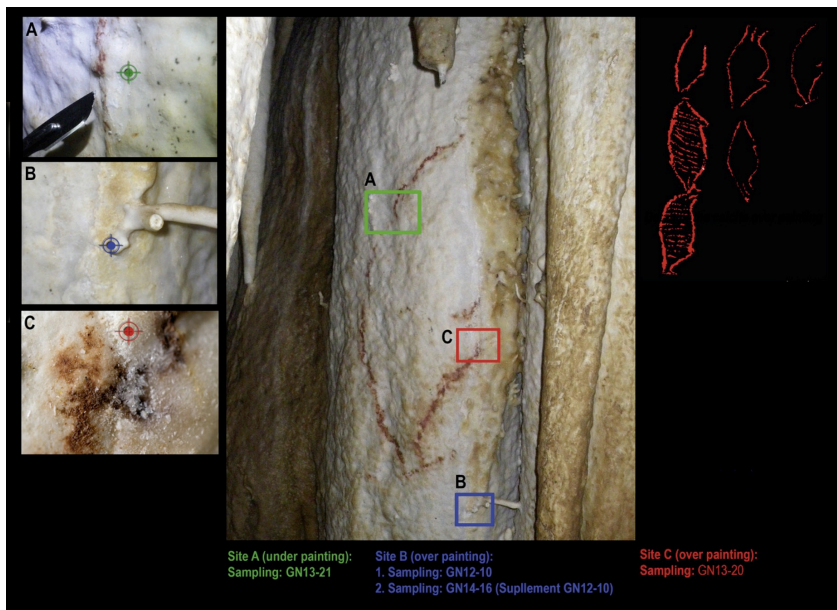 A
B
C
A
C
B
Site A (under painting):
Sampling: GN13-21
Site B (over painting):
1. Sampling: GN12-10
2. Sampling: GN14-16 (Supllement GN12-10)
Site C (over painting):
Sampling: GN13-20